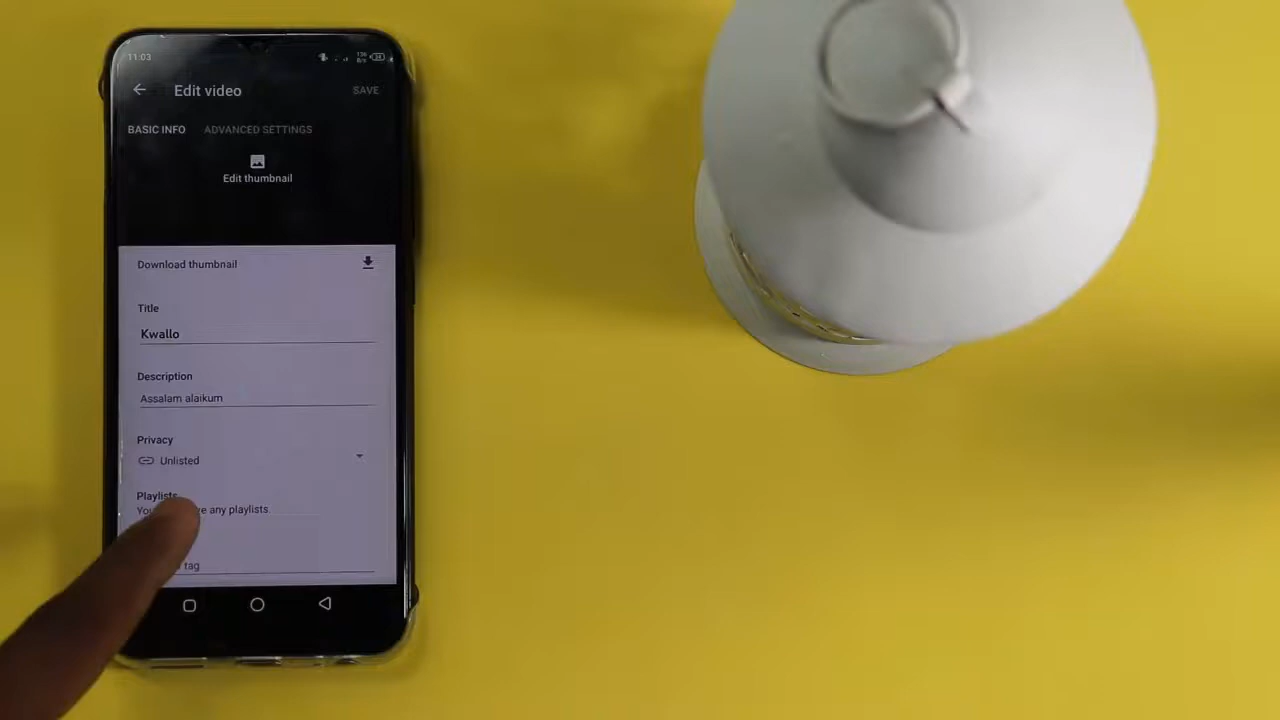 11:03
Edit video
SAVE
BASIC INFO
ADVANCED SETTINGS
Edit thumbnail
Download thumbnail
Title
Kwallo
Description
Assalam alaikum
Privacy
Unlisted
Playlists
any playlists.
tag